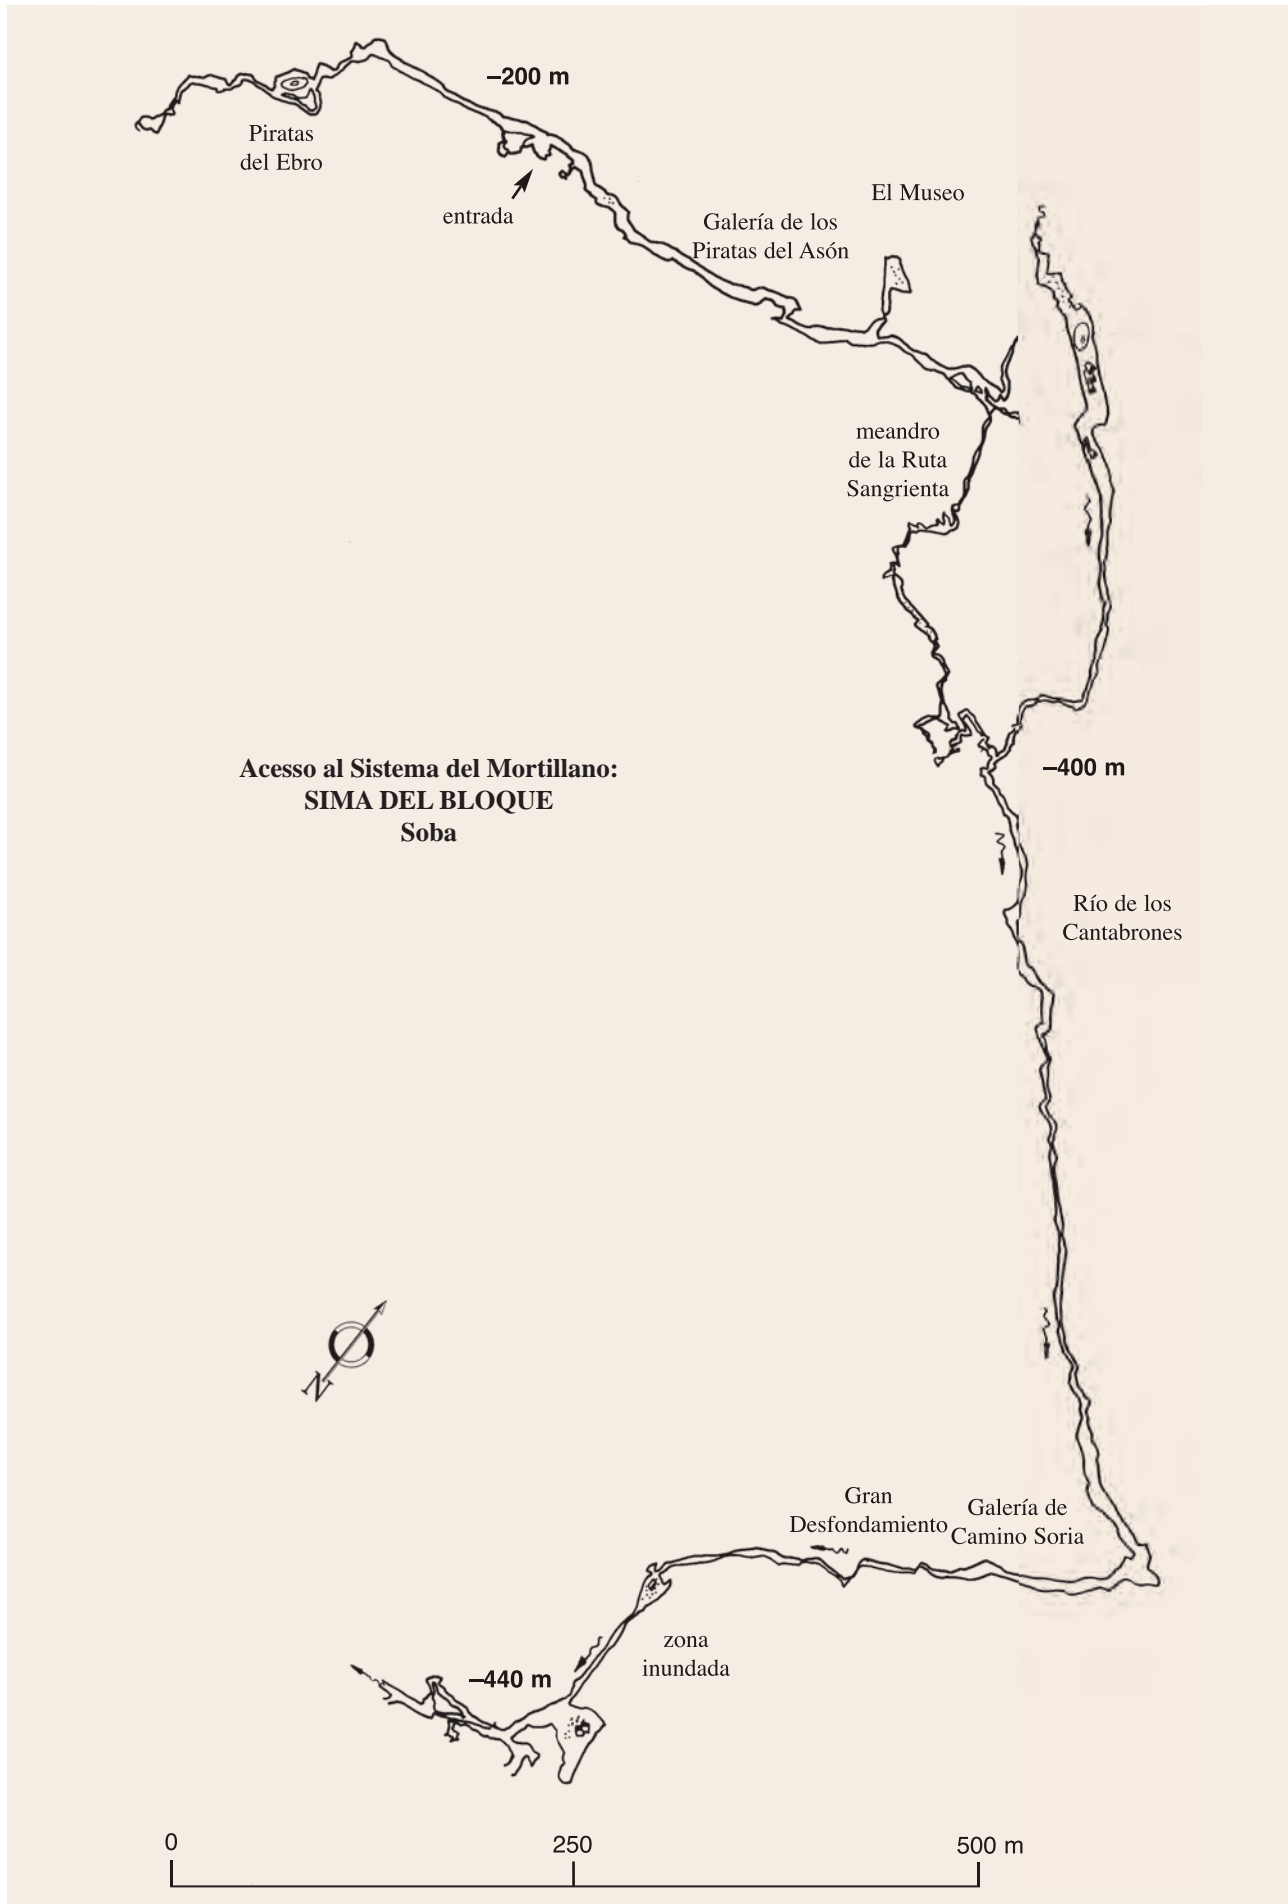 –200 m
Piratas
del Ebro
entrada
El Museo
Galería de los
Piratas del Asón
meandro
de la Ruta
Sangrienta
Acesso al Sistema del Mortillano:
SIMA DEL BLOQUE
Soba
–400 m
Río de los
Cantabrones
N
Gran
Desfondamiento
Galería de
Camino Soria
zona
inundada
–440 m
0
250
500 m